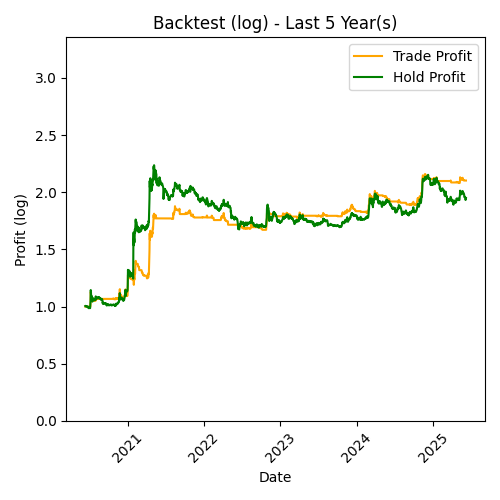 Backtest (log) - Last 5 Year(s)
Trade Profit
Hold Profit
Profit (log)
3.0
2.5
2.0
1.5
1.0
0.5
0.0
2021
2022
2023
2024
2025
Date